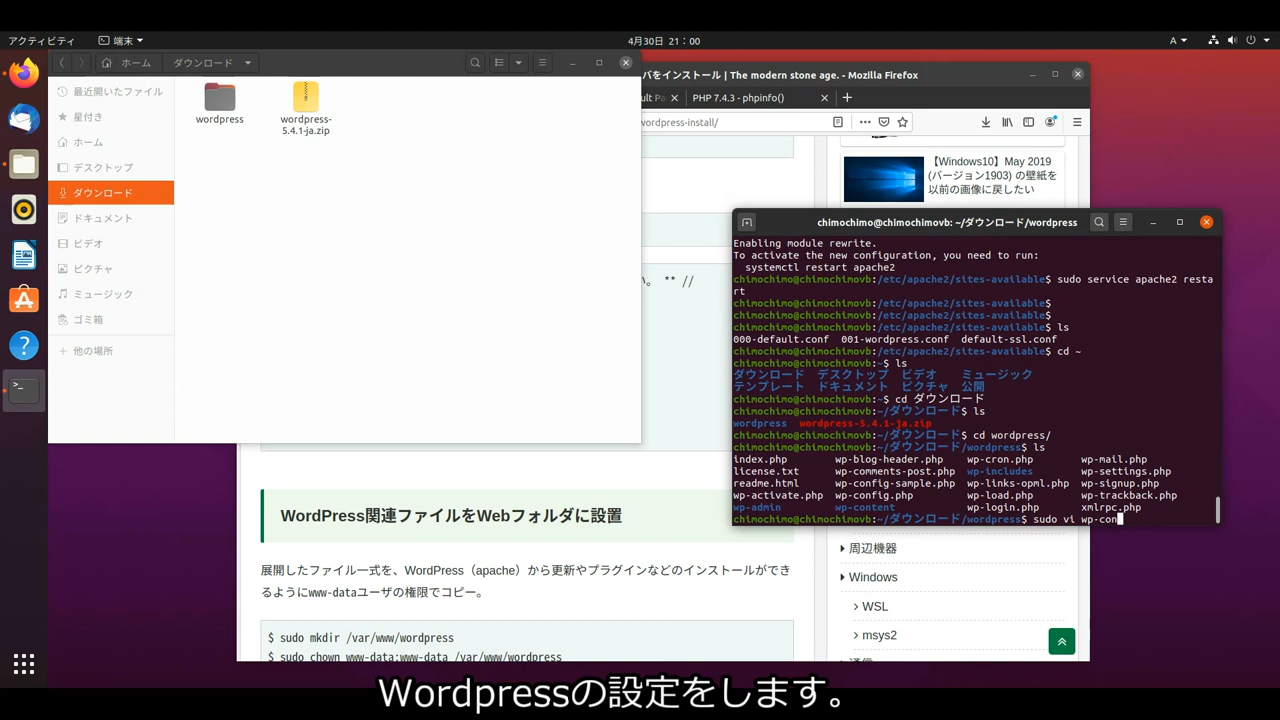 アクティビティ
端末
4月30日 21：00
A
ホーム
ダウンロード
最近開いたファイル
星付き
ホーム
デスクトップ
ダウンロード
ドキュメント
ビデオ
ピクチャ
ミュージック
ゴミ箱
他の場所
wordpress
wordpress-
5.4.1-ja.zip
バをインストール | The modern stone age. - Mozilla Firefox
ult Pa
PHP 7.4.3 - phpinfo()
wordpress-install/
【Windows10】May 2019
(バージョン1903) の壁紙を
以前の画像に戻したい
。 ** //
chimochimo@chimochimovb: ~/ダウンロード/wordpress
Enabling module rewrite.
To activate the new configuration, you need to run:
systemctl restart apache2
chimochimo@chimochimovb:/etc/apache2/sites-available$ sudo service apache2 resta
rt
chimochimo@chimochimovb:/etc/apache2/sites-available$
chimochimo@chimochimovb:/etc/apache2/sites-available$
chimochimo@chimochimovb:/etc/apache2/sites-available$ ls
000-default.conf 001-wordpress.conf default-ssl.conf
chimochimo@chimochimovb:/etc/apache2/sites-available$ cd ~
chimochimo@chimochimovb:~$ ls
ダウンロード デスクトップ ビデオ ミュージック
テンプレート ドキュメント ピクチャ 公開
chimochimo@chimochimovb:~$ cd ダウンロード
chimochimo@chimochimovb:~/ダウンロード$ ls
wordpress wordpress-5.4.1-ja.zip
chimochimo@chimochimovb:~/ダウンロード$ cd wordpress/
chimochimo@chimochimovb:~/ダウンロード/wordpress$ ls
index.php wp-blog-header.php wp-cron.php wp-mail.php
license.txt wp-comments-post.php wp-includes wp-settings.php
readme.html wp-config-sample.php wp-links-opml.php wp-signup.php
wp-activate.php wp-config.php wp-load.php wp-trackback.php
wp-admin wp-content wp-login.php xmlrpc.php
chimochimo@chimochimovb:~/ダウンロード/wordpress$ sudo vi wp-con
WordPress関連ファイルをWebフォルダに設置
展開したファイル一式を、WordPress（apache）から更新やプラグインなどのインストールができ
るようにwww-dataユーザの権限でコピー。
$ sudo mkdir /var/www/wordpress
$ sudo chown www-data:www-data /var/www/wordpress
周辺機器
Windows
WSL
msys2
Wordpressの設定をします。